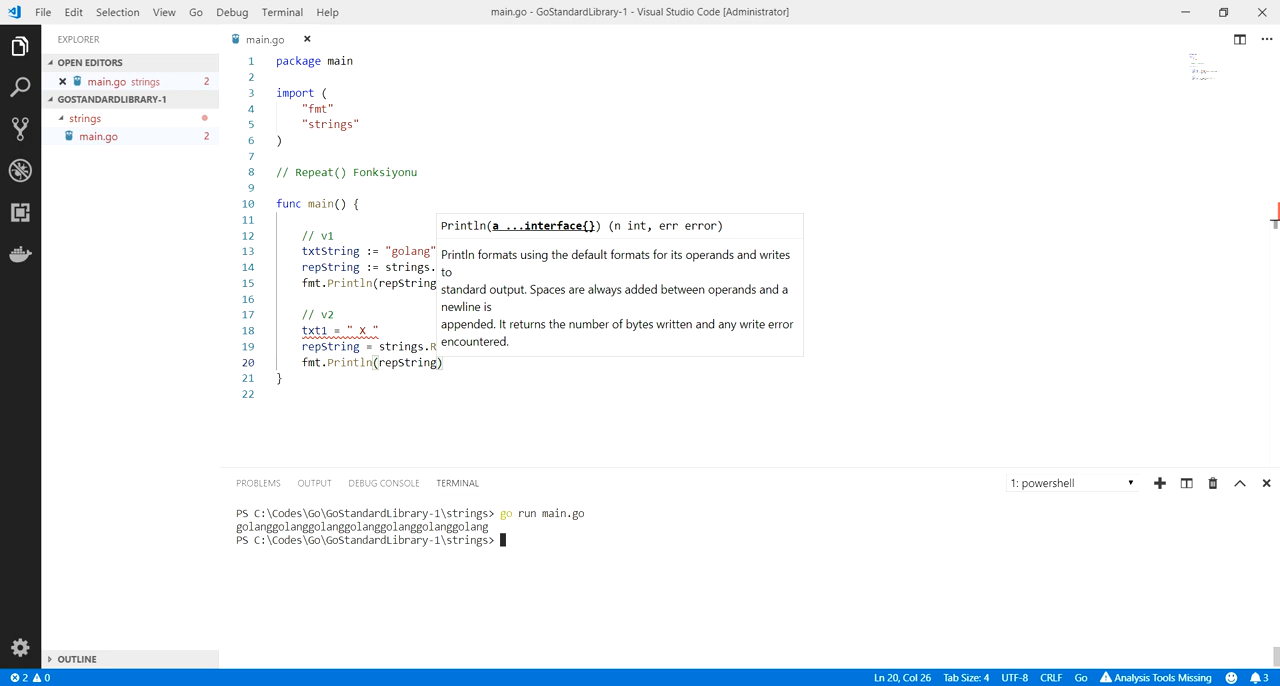 File Edit Selection View Go Debug Terminal Help
main.go - GoStandardLibrary-1 - Visual Studio Code [Administrator]
EXPLORER
OPEN EDITORS
main.go strings 2
GOSTANDARDLIBRARY-1
strings
main.go 2
OUTLINE
main.go
1 package main
2
3 import (
4 "fmt"
5 "strings"
6 )
7
8 // Repeat() Fonksiyonu
9
10 func main() {
11
12 // v1
13 txtString := "golang"
14 repString := strings.
15 fmt.Println(repString
16
17 // v2
18 txt1 = " X "
19 repString = strings.R
20 fmt.Println(repString)
21 }
22
Println(a ...interface{}) (n int, err error)
Println formats using the default formats for its operands and writes
to
standard output. Spaces are always added between operands and a
newline is
appended. It returns the number of bytes written and any write error
encountered.
PROBLEMS OUTPUT DEBUG CONSOLE TERMINAL
1: powershell
PS C:\Codes\Go\GoStandardLibrary-1\strings> go run main.go
golanggolanggolanggolanggolanggolanggolang
PS C:\Codes\Go\GoStandardLibrary-1\strings>
2 0
Ln 20, Col 26 Tab Size: 4 UTF-8 CRLF Go Analysis Tools Missing 3